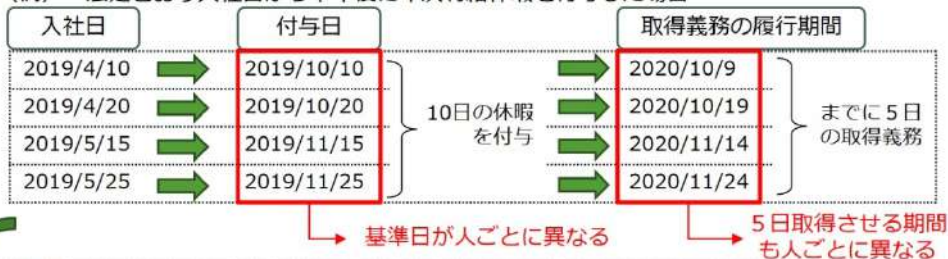 入社日 付与日 取得義務の履行期間
2019/4/10 2019/10/10 2020/10/9
2019/4/20 2019/10/20 10日の休暇 2020/10/19 までに５日
2019/5/15 2019/11/15 を付与 2020/11/14 の取得義務
2019/5/25 2019/11/25 2020/11/24
基準日が人ごとに異なる
５日取得させる期間
も人ごとに異なる